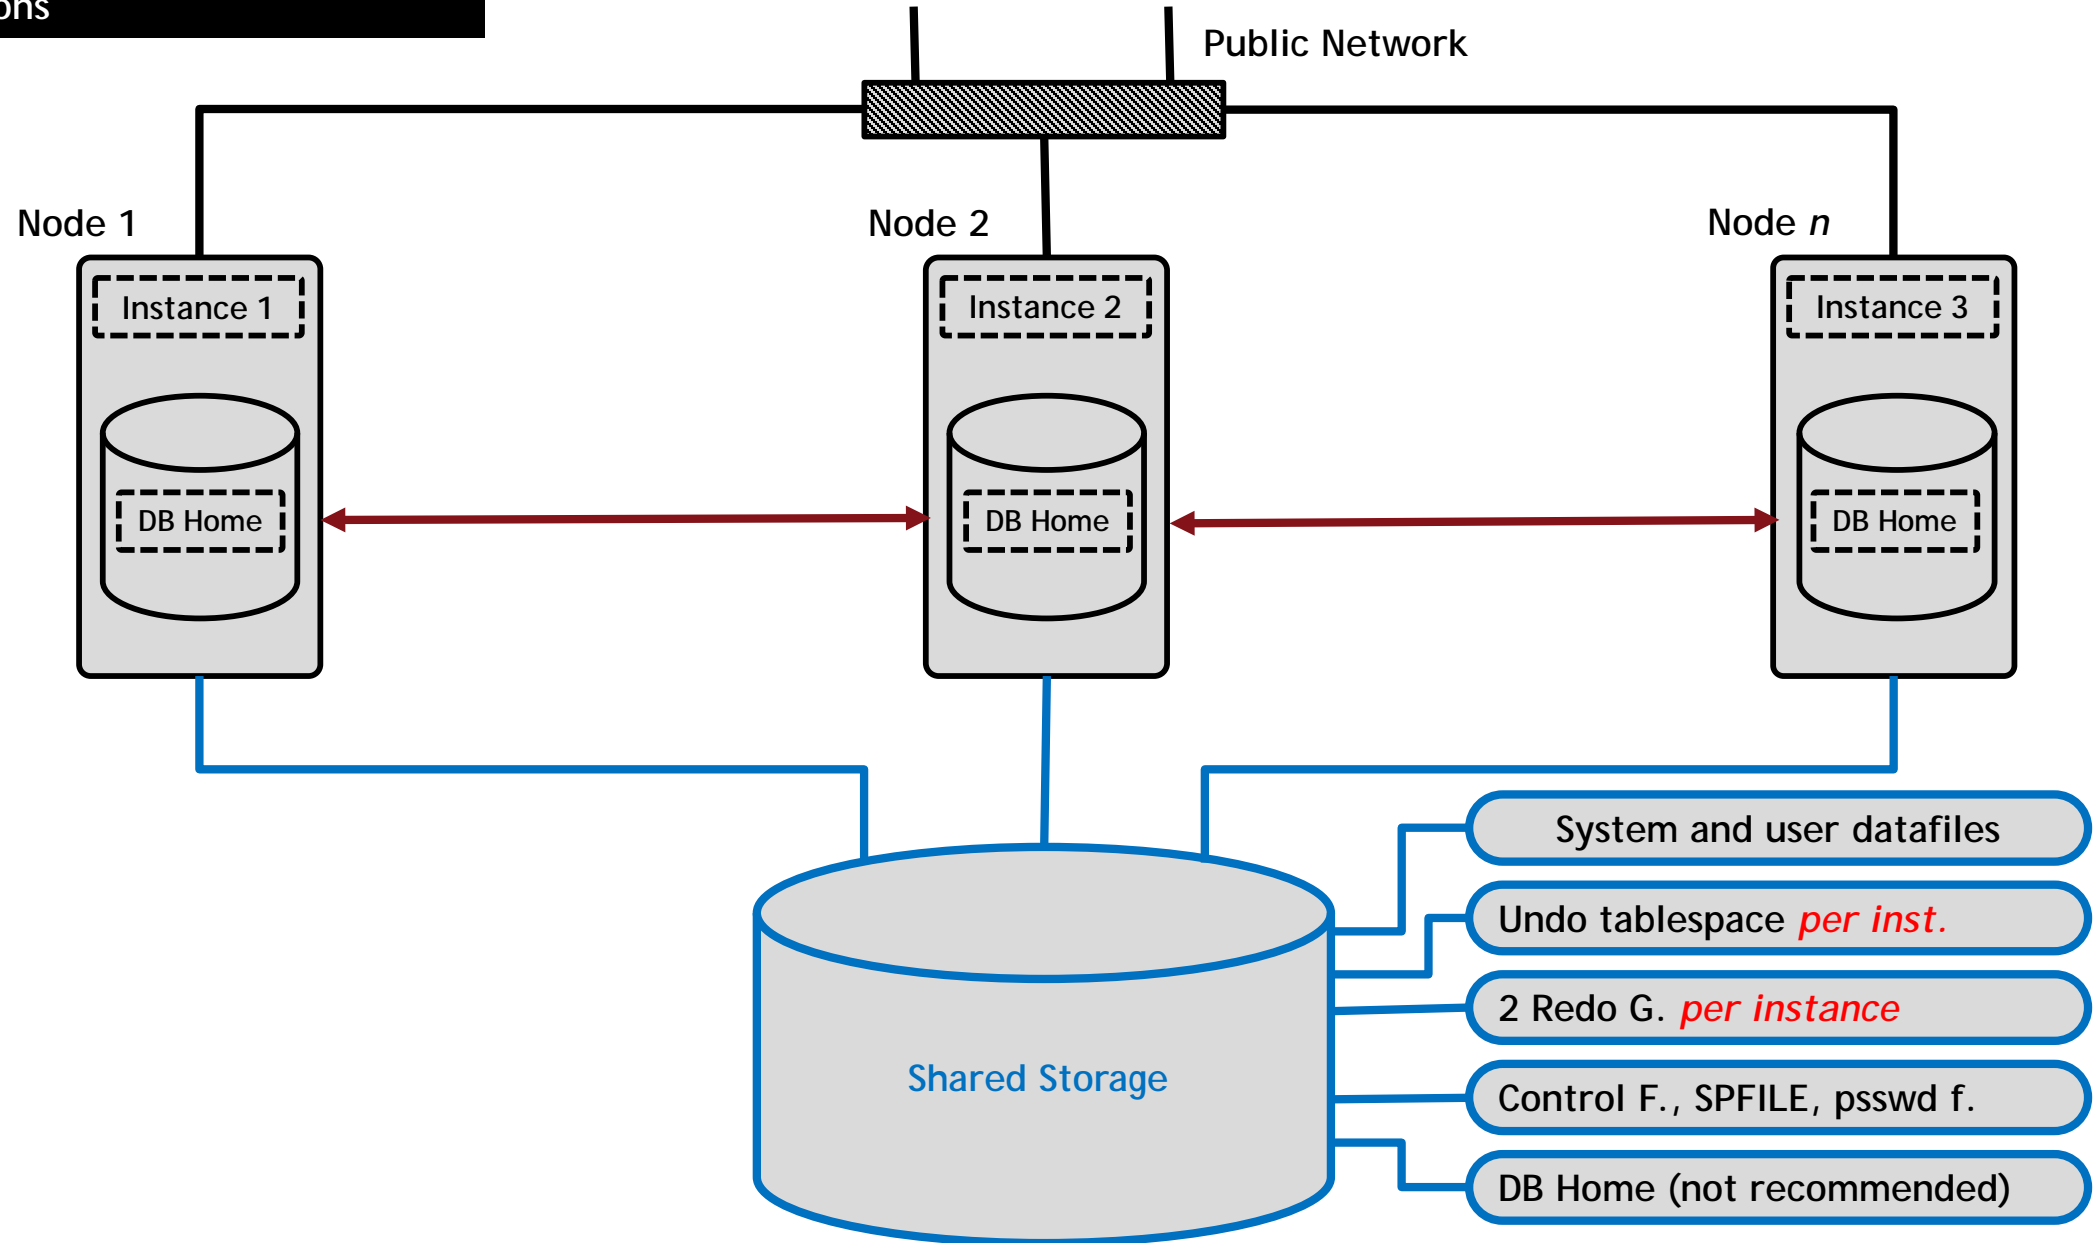 Public Network
Node 1
Node 2
Node n
Instance 1
Instance 2
Instance 3
DB Home
DB Home
DB Home
System and user datafiles
Undo tablespace per inst.
2 Redo G. per instance
Shared Storage
Control F., SPFILE, psswd f.
DB Home (not recommended)